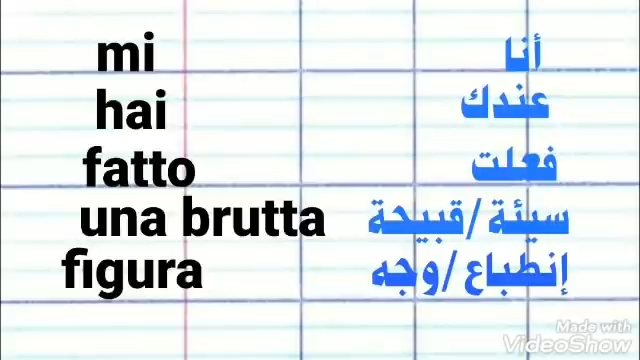 mi أنا
hai عندك
fatto فعلت
una brutta سيئة/قبيحة
figura إنطباع/وجه
Made with
VideoShow